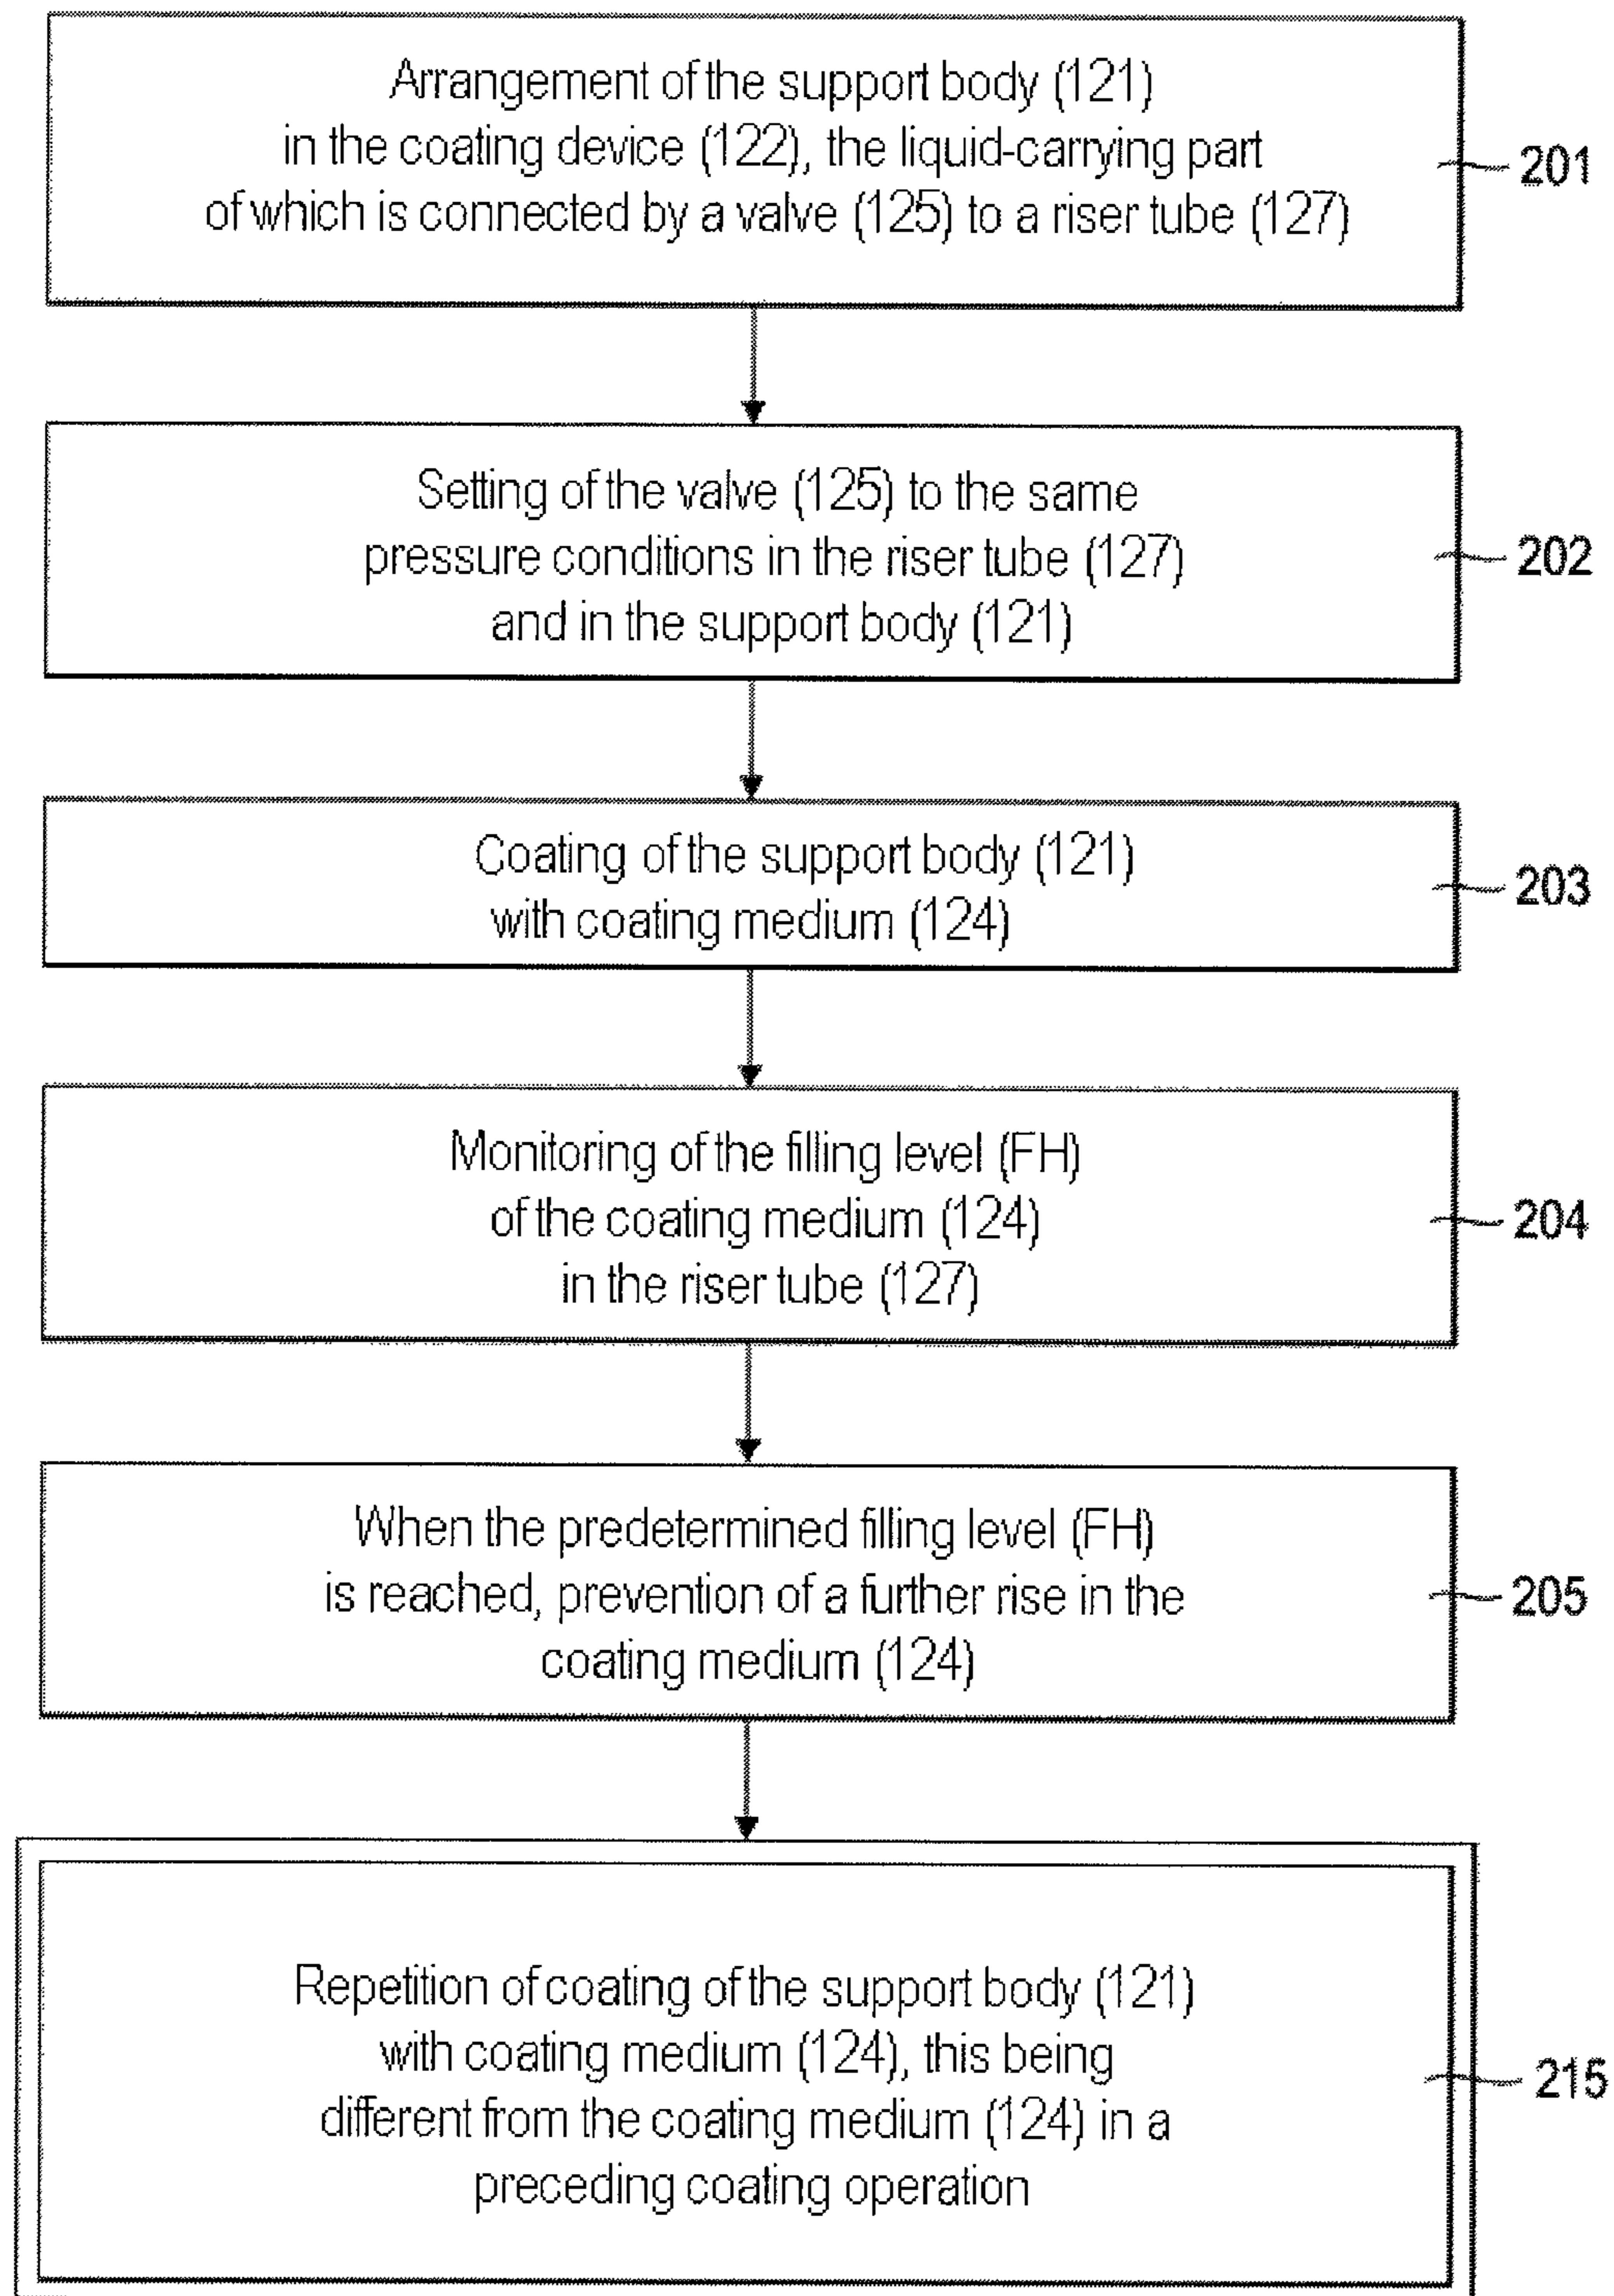 Arrangement of the support body (121)
in the coating device (122), the liquid-carrying part
of which is connected by a valve (125) to a riser tube (127)
201
Setting of the valve (125) to the same
pressure conditions in the riser tube (127)
and in the support body (121)
202
Coating of the support body (121)
with coating medium (124)
203
Monitoring of the filling level (FH)
of the coating medium (124)
in the riser tube (127)
204
When the predetermined filling level (FH)
is reached, prevention of a further rise in the
coating medium (124)
205
Repetition of coating of the support body (121)
with coating medium (124), this being
different from the coating medium (124) in a
preceding coating operation
215